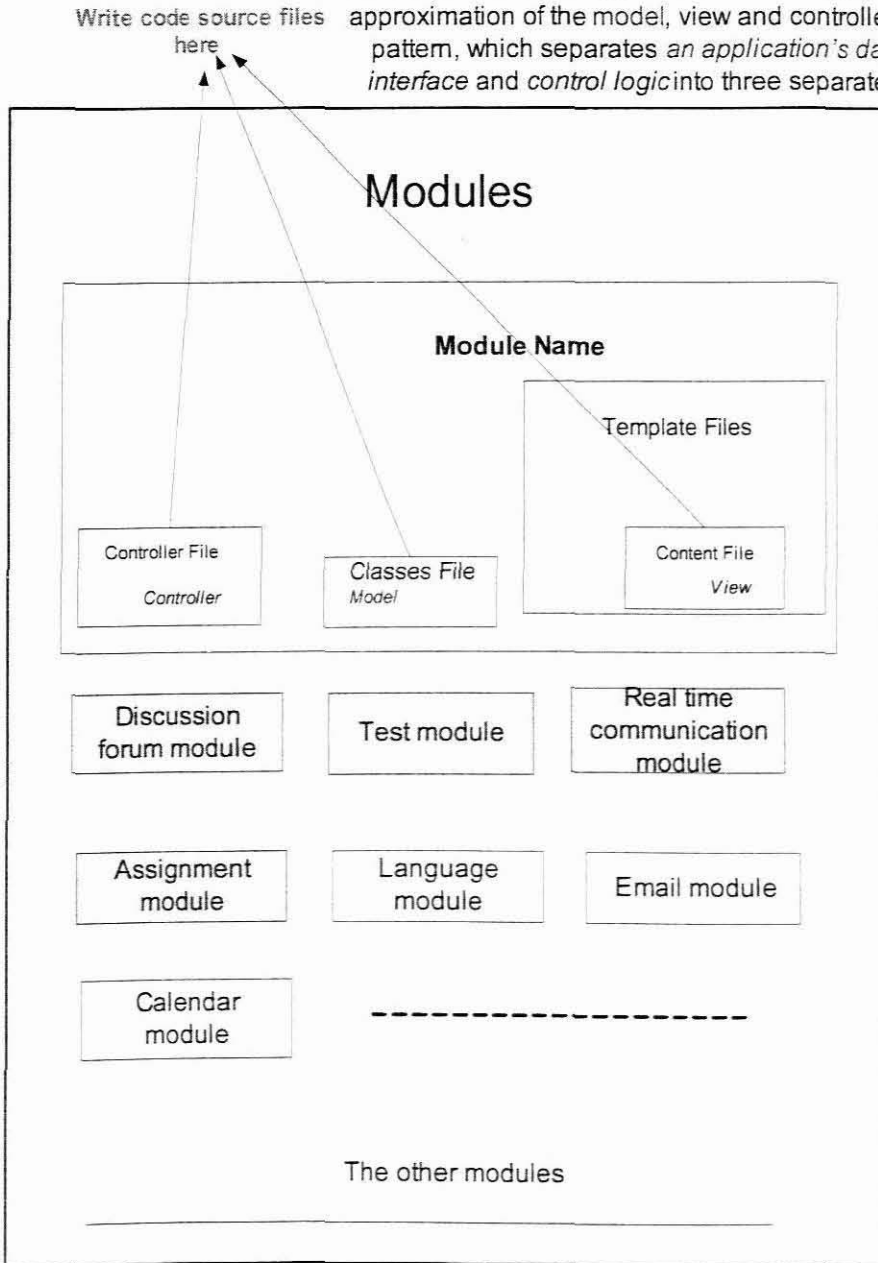 Write code source files
here
approximation of the model, view and controlle
pattern, which separates an application's da
interface and control logic into three separate
Modules
Module Name
Template Files
Controller File
Controller
Classes File
Model
Content File
View
Discussion
forum module
Test module
Real time
communication
module
Assignment
module
Language
module
Email module
Calendar
module
The other modules